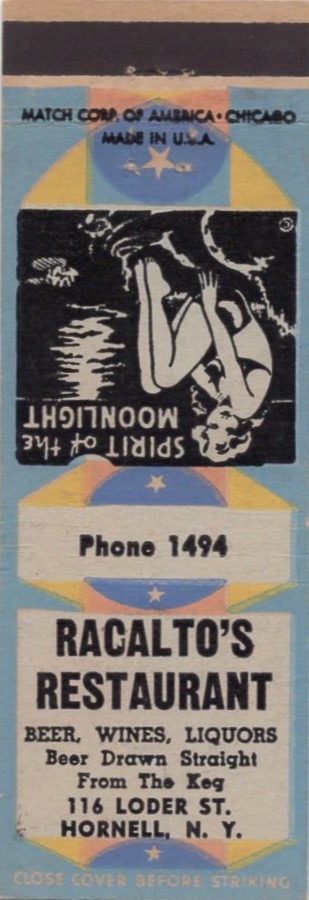 MATCH CORP. OF AMERICA • CHICAGO
MADE IN U.S.A.
SPIRIT of the
MOONLIGHT
Phone 1494
RACALTO'S
RESTAURANT
BEER, WINES, LIQUORS
Beer Drawn Straight
From The Keg
116 LODER ST.
HORNELL, N. Y.
CLOSE COVER BEFORE STRIKING